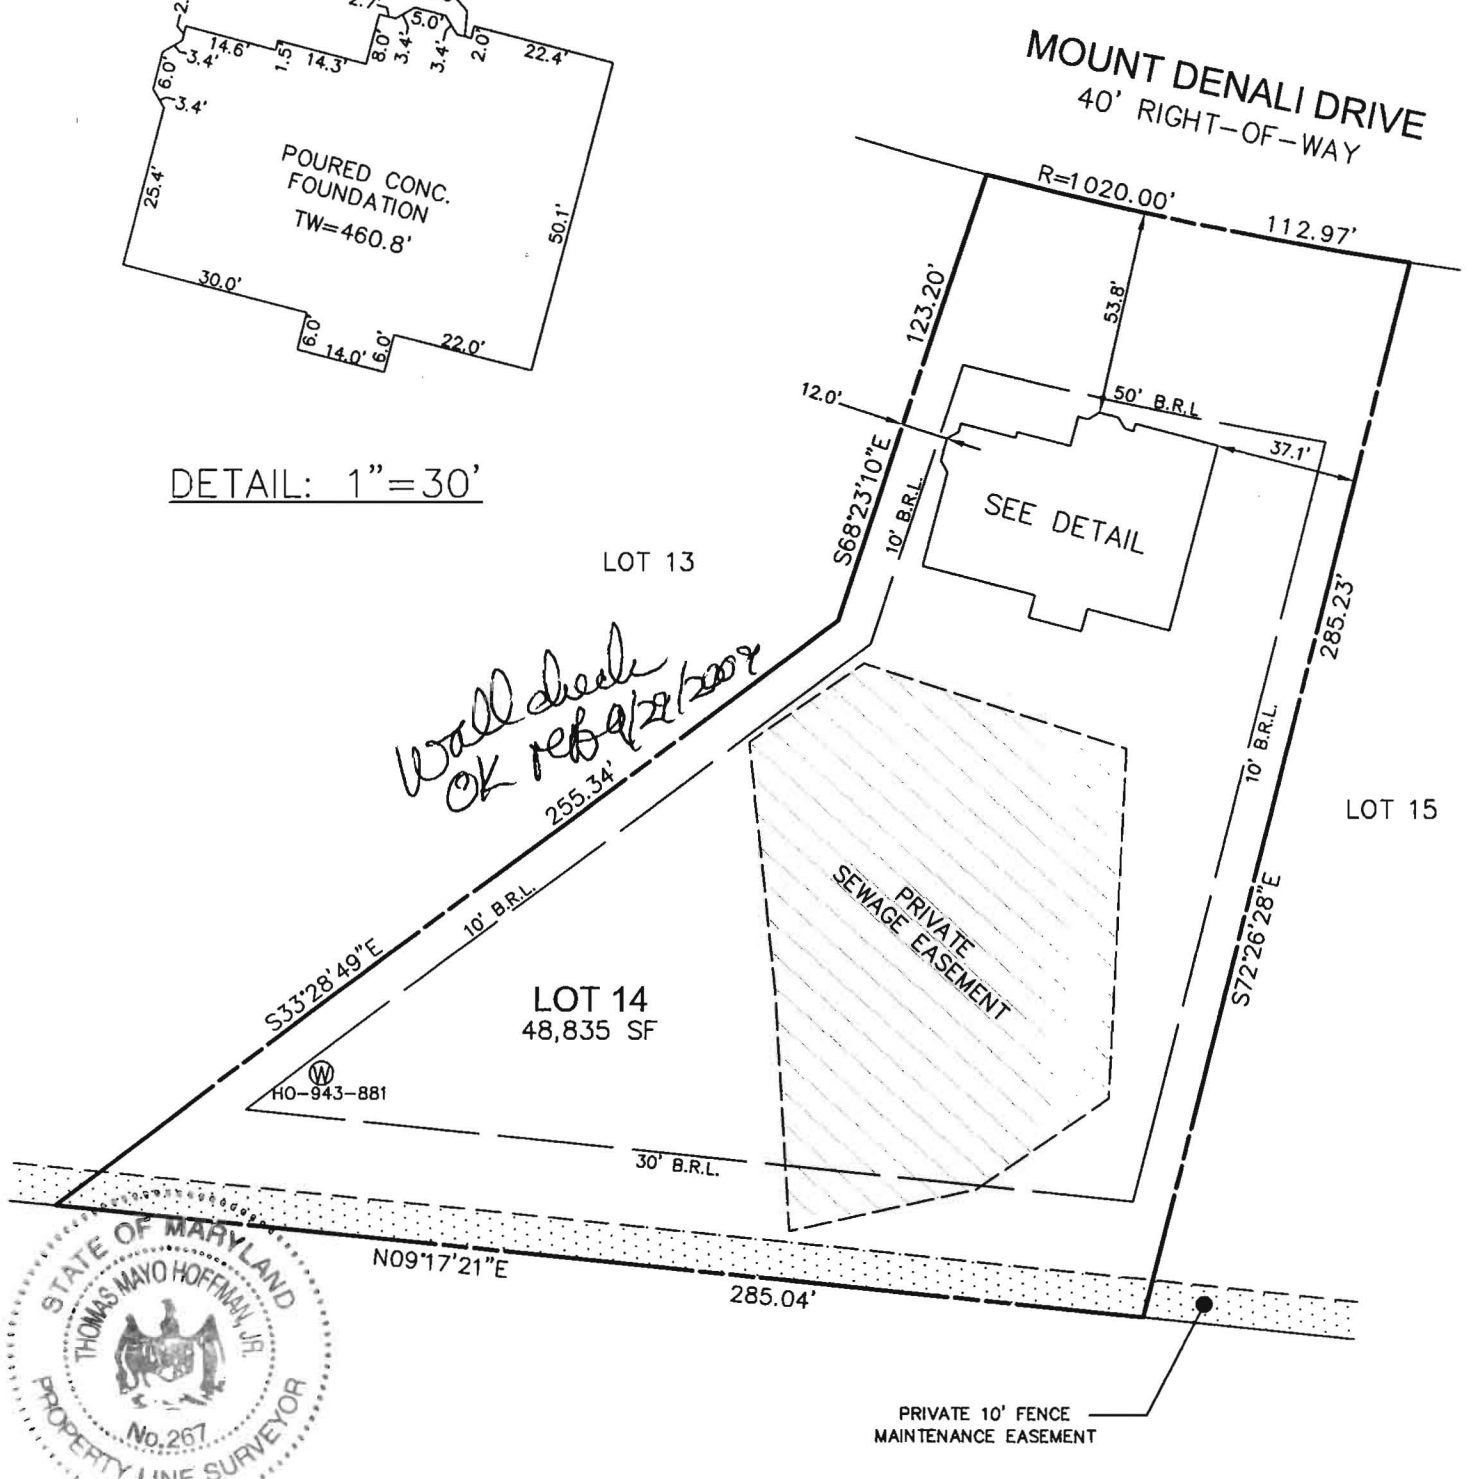 2.7'
5.0'
14.6'
3.4'
6.0'
3.4'
1.5'
14.3'
8.0'
3.4'
3.4'
2.0'
22.4'
25.4'
POURED CONC.
FOUNDATION
TW=460.8'
50.1'
30.0'
6.0'
14.0'
6.0'
22.0'
DETAIL: 1"=30'
MOUNT DENALI DRIVE
40' RIGHT-OF-WAY
R=1020.00'
112.97'
123.20'
53.8'
12.0'
50' B.R.L
37.1'
S68°23'10"E
10' B.R.L.
SEE DETAIL
LOT 13
285.23'
Wall check
OK
255.34'
10' B.R.L.
LOT 15
10' B.R.L.
PRIVATE
SEWAGE EASEMENT
S72°26'28"E
S33°28'49"E
LOT 14
48,835 SF
W
HO-943-881
30' B.R.L.
N09°17'21"E
285.04'
STATE OF MARYLAND
THOMAS MAYO HOFFMAN, JR.
No. 267
PROPERTY LINE SURVEYOR
PRIVATE 10' FENCE
MAINTENANCE EASEMENT